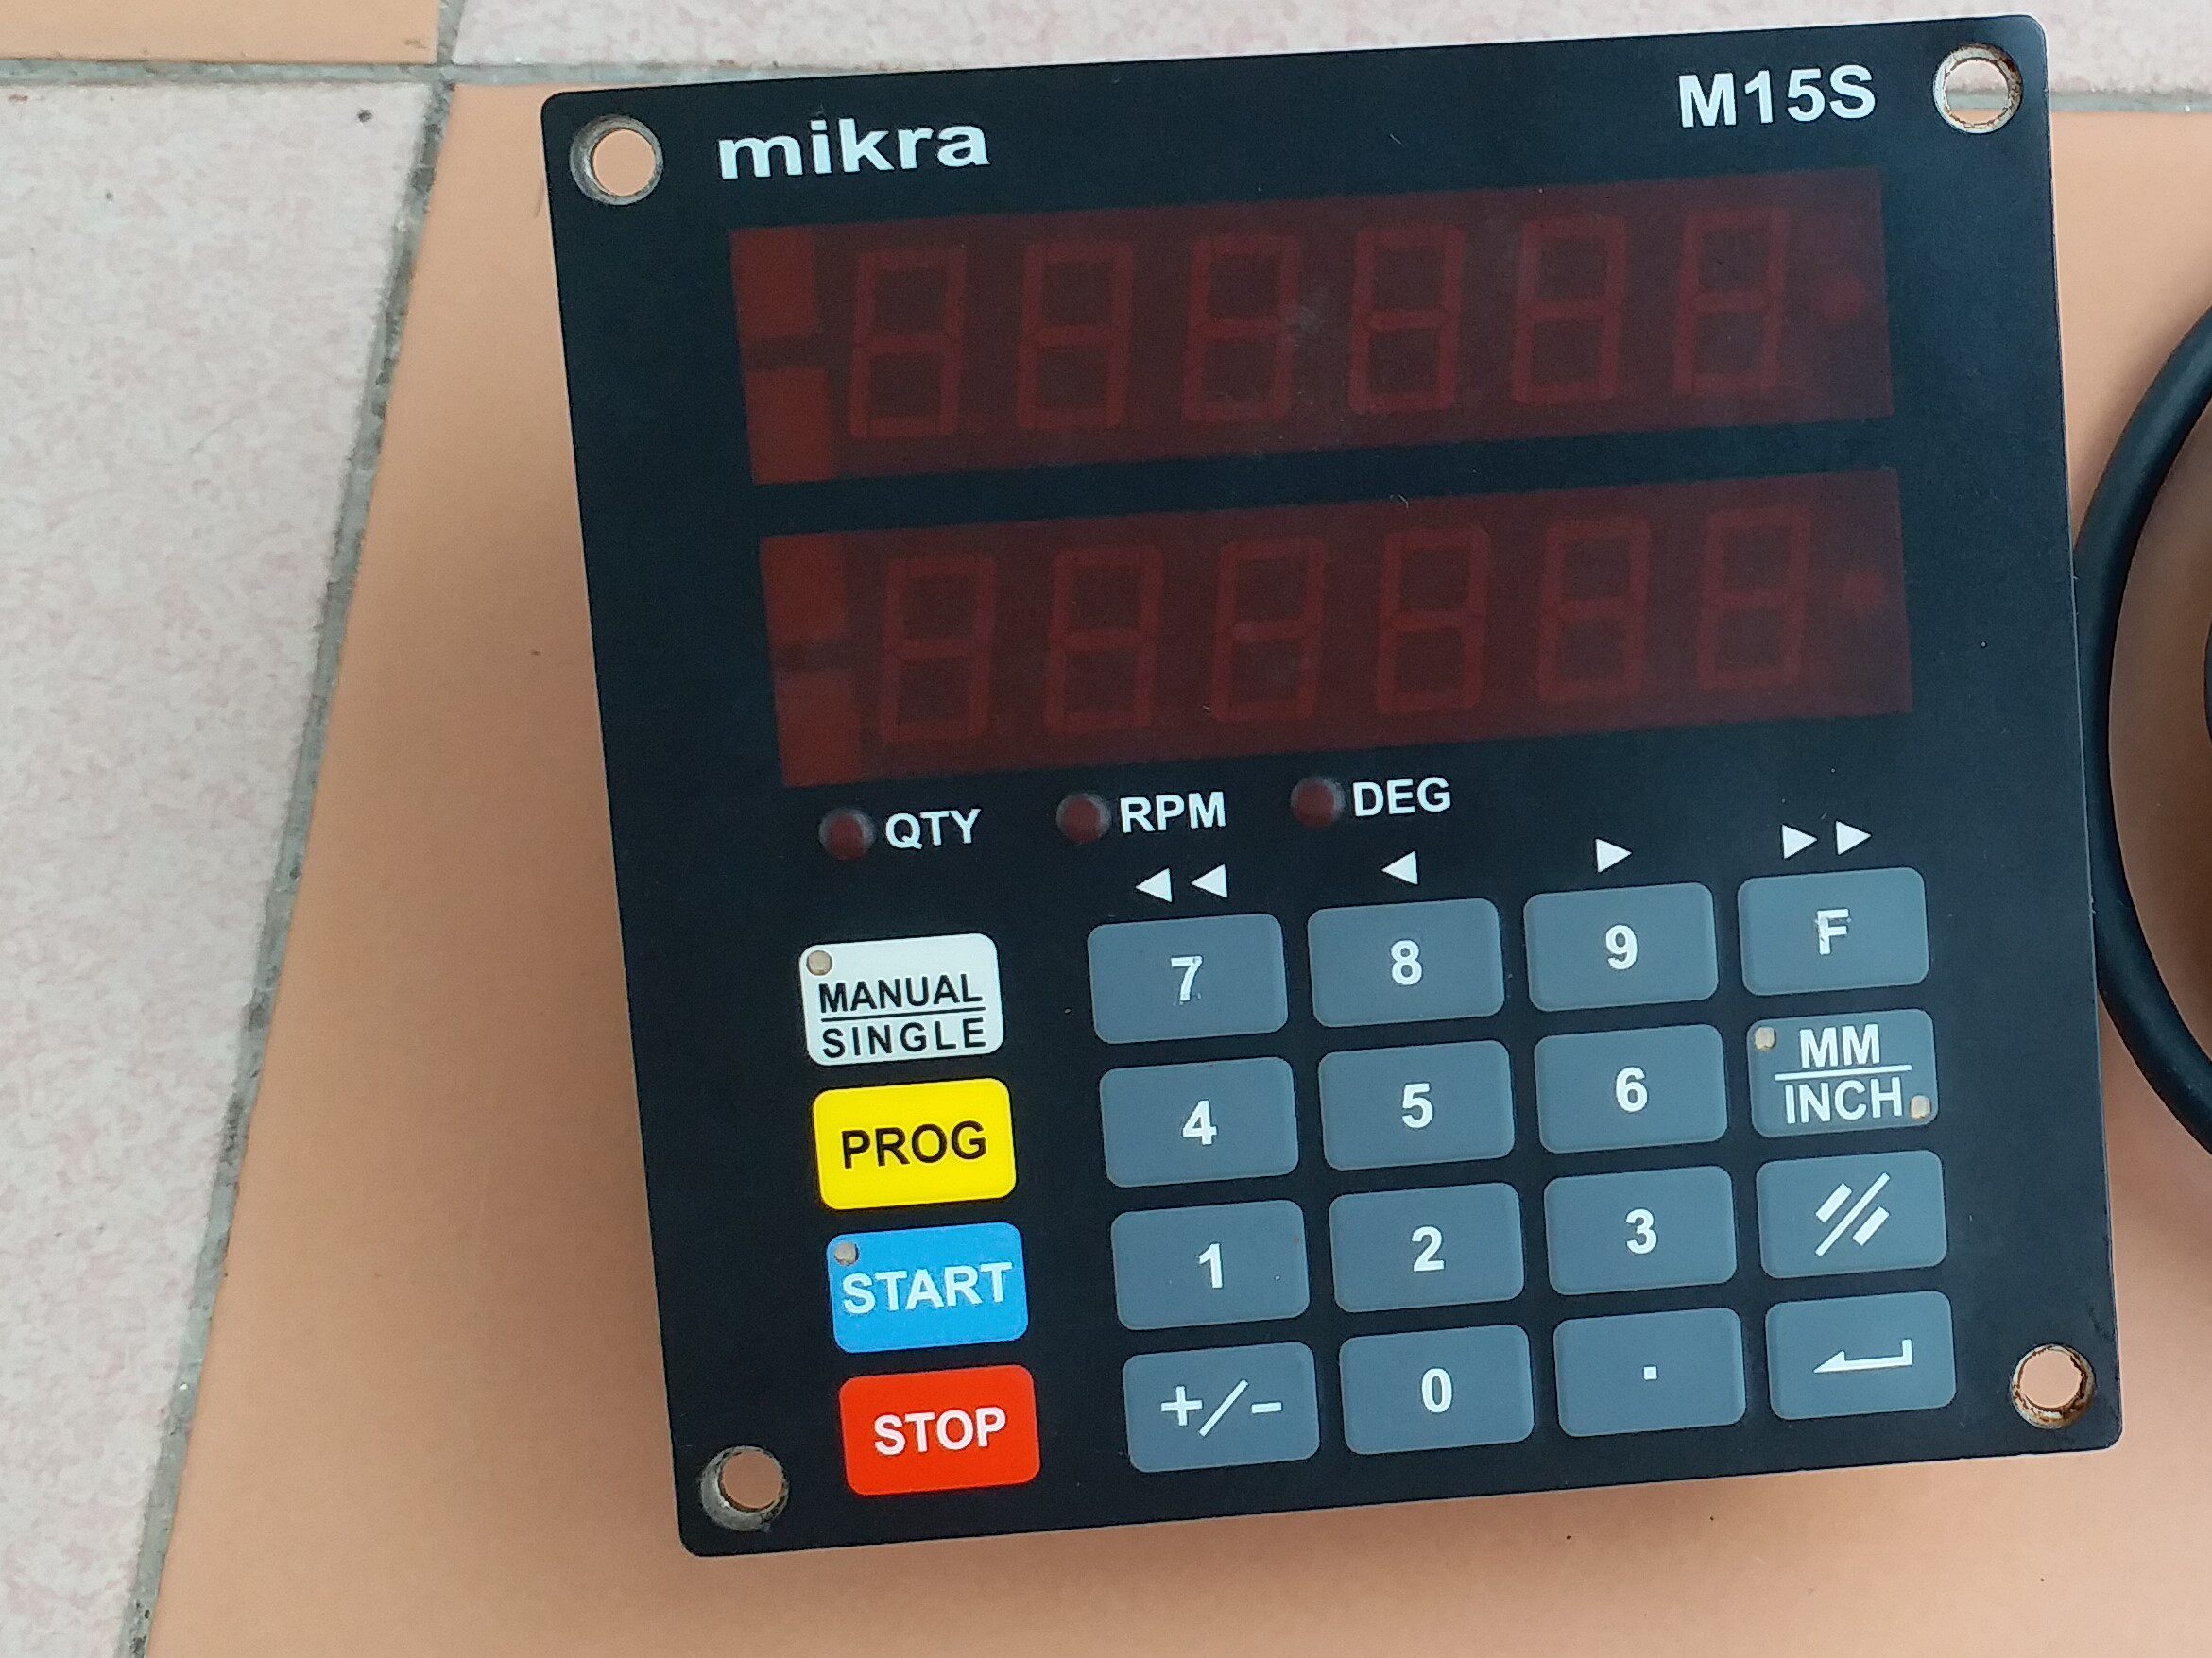 mikra M15S
QTY RPM DEG
MANUAL
SINGLE
7 8 9 F
PROG
4 5 6 MM
INCH
START
1 2 3
STOP
+/- 0 .